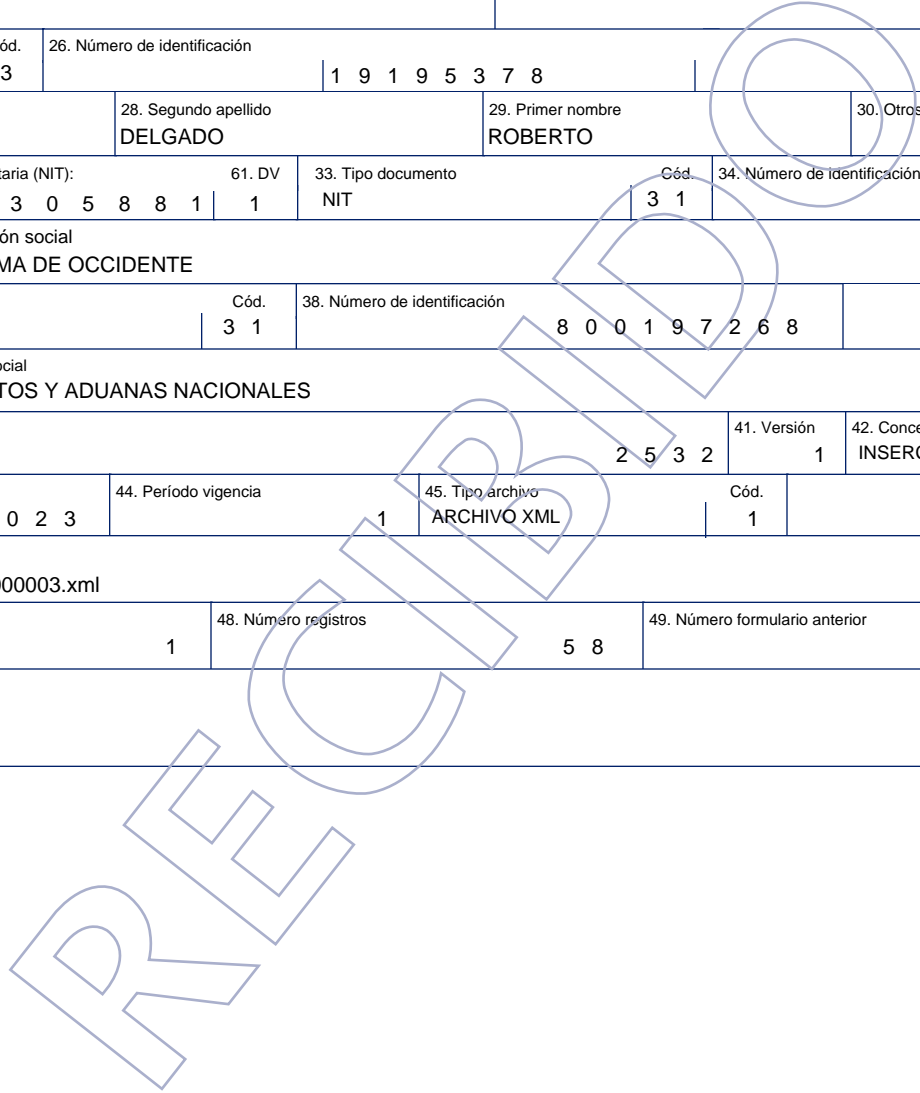 ód. 26. Número de identificación
3 1 9 1 9 5 3 7 8
28. Segundo apellido 29. Primer nombre 30. Otros
DELGADO ROBERTO
taria (NIT): 61. DV 33. Tipo documento Cód. 34. Número de identificación
3 0 5 8 8 1 1 NIT 3 1
ón social
MA DE OCCIDENTE
Cód. 38. Número de identificación
3 1 8 0 0 1 9 7 2 6 8
ocial
TOS Y ADUANAS NACIONALES
41. Versión 42. Conce
2 5 3 2 1 INSERC
44. Período vigencia 45. Tipo archivo Cód.
0 2 3 1 ARCHIVO XML 1
000003.xml
48. Número registros 49. Número formulario anterior
1 5 8
RECIBIDO